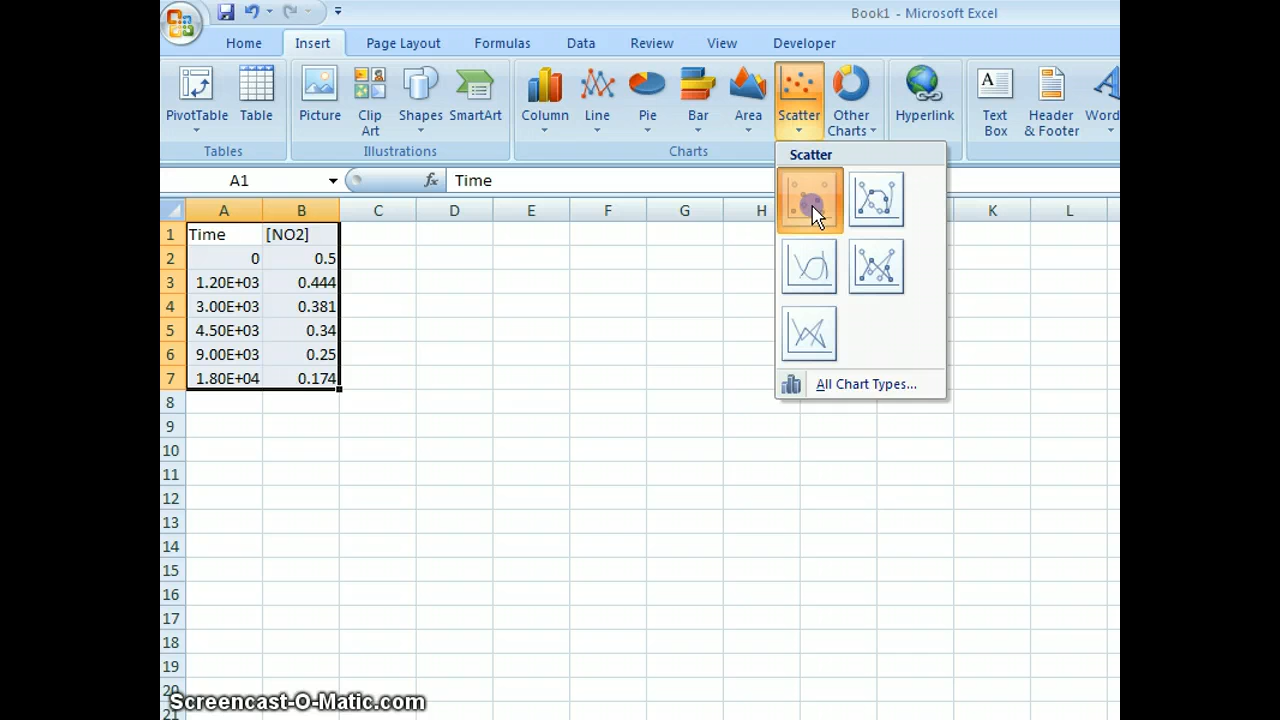 Book1 - Microsoft Excel
Home Insert Page Layout Formulas Data Review View Developer
PivotTable Table Picture Clip Art Shapes SmartArt Column Line Pie Bar Area Scatter Other Charts Hyperlink Text Box Header & Footer Word
Tables Illustrations Charts
Scatter
A1 fx Time
A B C D E F G H K L
1 Time [NO2]
2 0 0.5
3 1.20E+03 0.444
4 3.00E+03 0.381
5 4.50E+03 0.34
6 9.00E+03 0.25
7 1.80E+04 0.174
All Chart Types...
8
9
10
11
12
13
14
15
16
17
18
19
20
21
Screencast-O-Matic.com